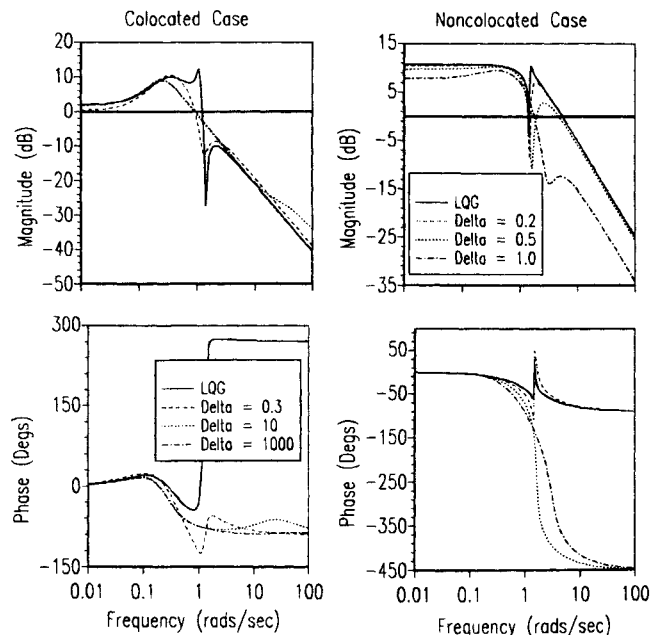 Colocated Case
Noncolocated Case
20
10
0
-10
-20
-30
-40
-50
Magnitude (dB)
15
5
-5
-15
-25
-35
Magnitude (dB)
LQG
Delta = 0.2
Delta = 0.5
Delta = 1.0
300
150
0
-150
Phase (Degs)
LQG
Delta = 0.3
Delta = 10
Delta = 1000
0.01
0.1
1
10
100
Frequency (rads/sec)
50
-50
-150
-250
-350
-450
Phase (Degs)
0.01
0.1
1
10
100
Frequency (rads/sec)